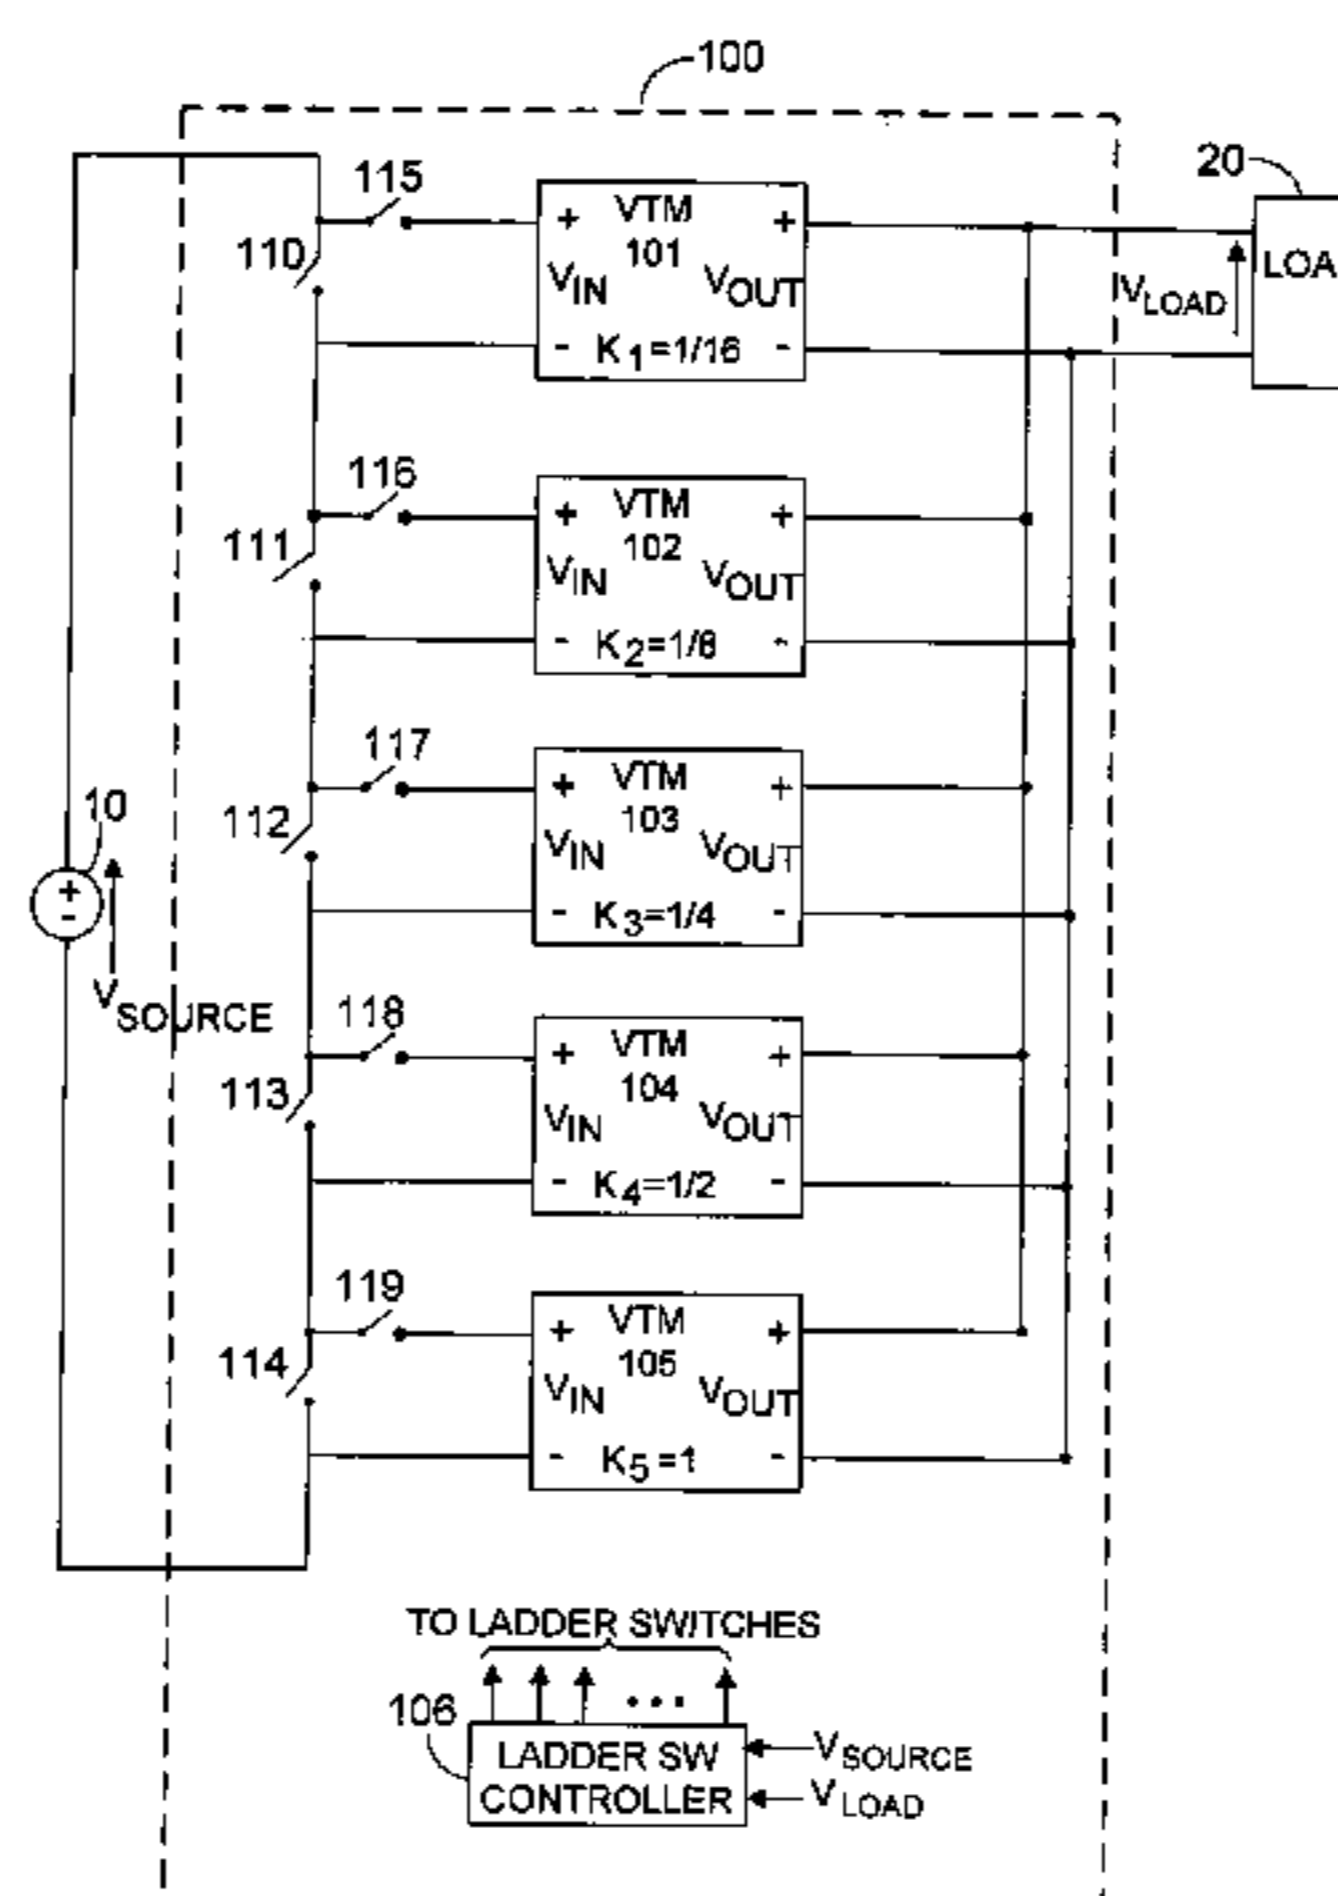 100
20
115
110
+ VTM +
101
VIN VOUT
- K1=1/16 -
LOA
VLOAD
116
111
+ VTM +
102
VIN VOUT
- K2=1/8 -
117
112
+ VTM +
103
VIN VOUT
- K3=1/4 -
10
+
-
VSOURCE
118
113
+ VTM +
104
VIN VOUT
- K4=1/2 -
119
114
+ VTM +
105
VIN VOUT
- K5=1 -
TO LADDER SWITCHES
106
LADDER SW
CONTROLLER
VSOURCE
VLOAD